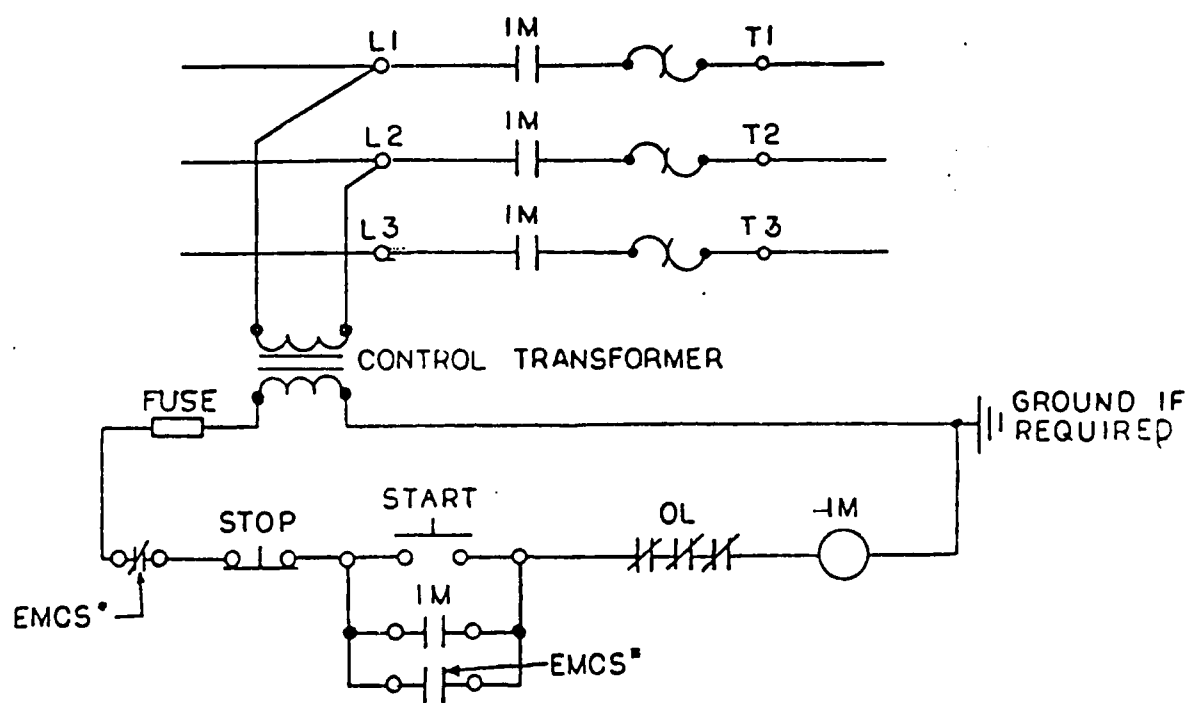 L1
1M
T1
L2
1M
T2
L3
1M
T3
CONTROL TRANSFORMER
FUSE
GROUND IF
REQUIRED
STOP
START
OL
1M
EMCS*
1M
EMCS*